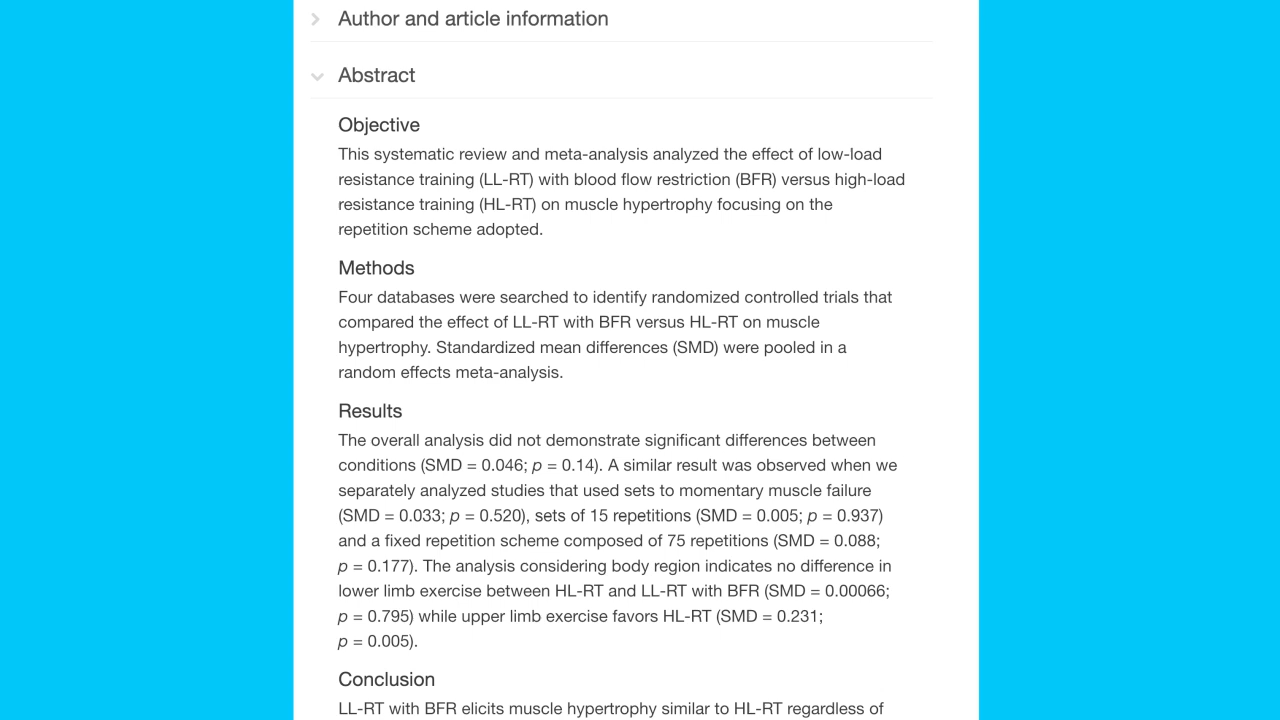 Author and article information
Abstract
Objective
This systematic review and meta-analysis analyzed the effect of low-load
resistance training (LL-RT) with blood flow restriction (BFR) versus high-load
resistance training (HL-RT) on muscle hypertrophy focusing on the
repetition scheme adopted.
Methods
Four databases were searched to identify randomized controlled trials that
compared the effect of LL-RT with BFR versus HL-RT on muscle
hypertrophy. Standardized mean differences (SMD) were pooled in a
random effects meta-analysis.
Results
The overall analysis did not demonstrate significant differences between
conditions (SMD = 0.046; p = 0.14). A similar result was observed when we
separately analyzed studies that used sets to momentary muscle failure
(SMD = 0.033; p = 0.520), sets of 15 repetitions (SMD = 0.005; p = 0.937)
and a fixed repetition scheme composed of 75 repetitions (SMD = 0.088;
p = 0.177). The analysis considering body region indicates no difference in
lower limb exercise between HL-RT and LL-RT with BFR (SMD = 0.00066;
p = 0.795) while upper limb exercise favors HL-RT (SMD = 0.231;
p = 0.005).
Conclusion
LL-RT with BFR elicits muscle hypertrophy similar to HL-RT regardless of